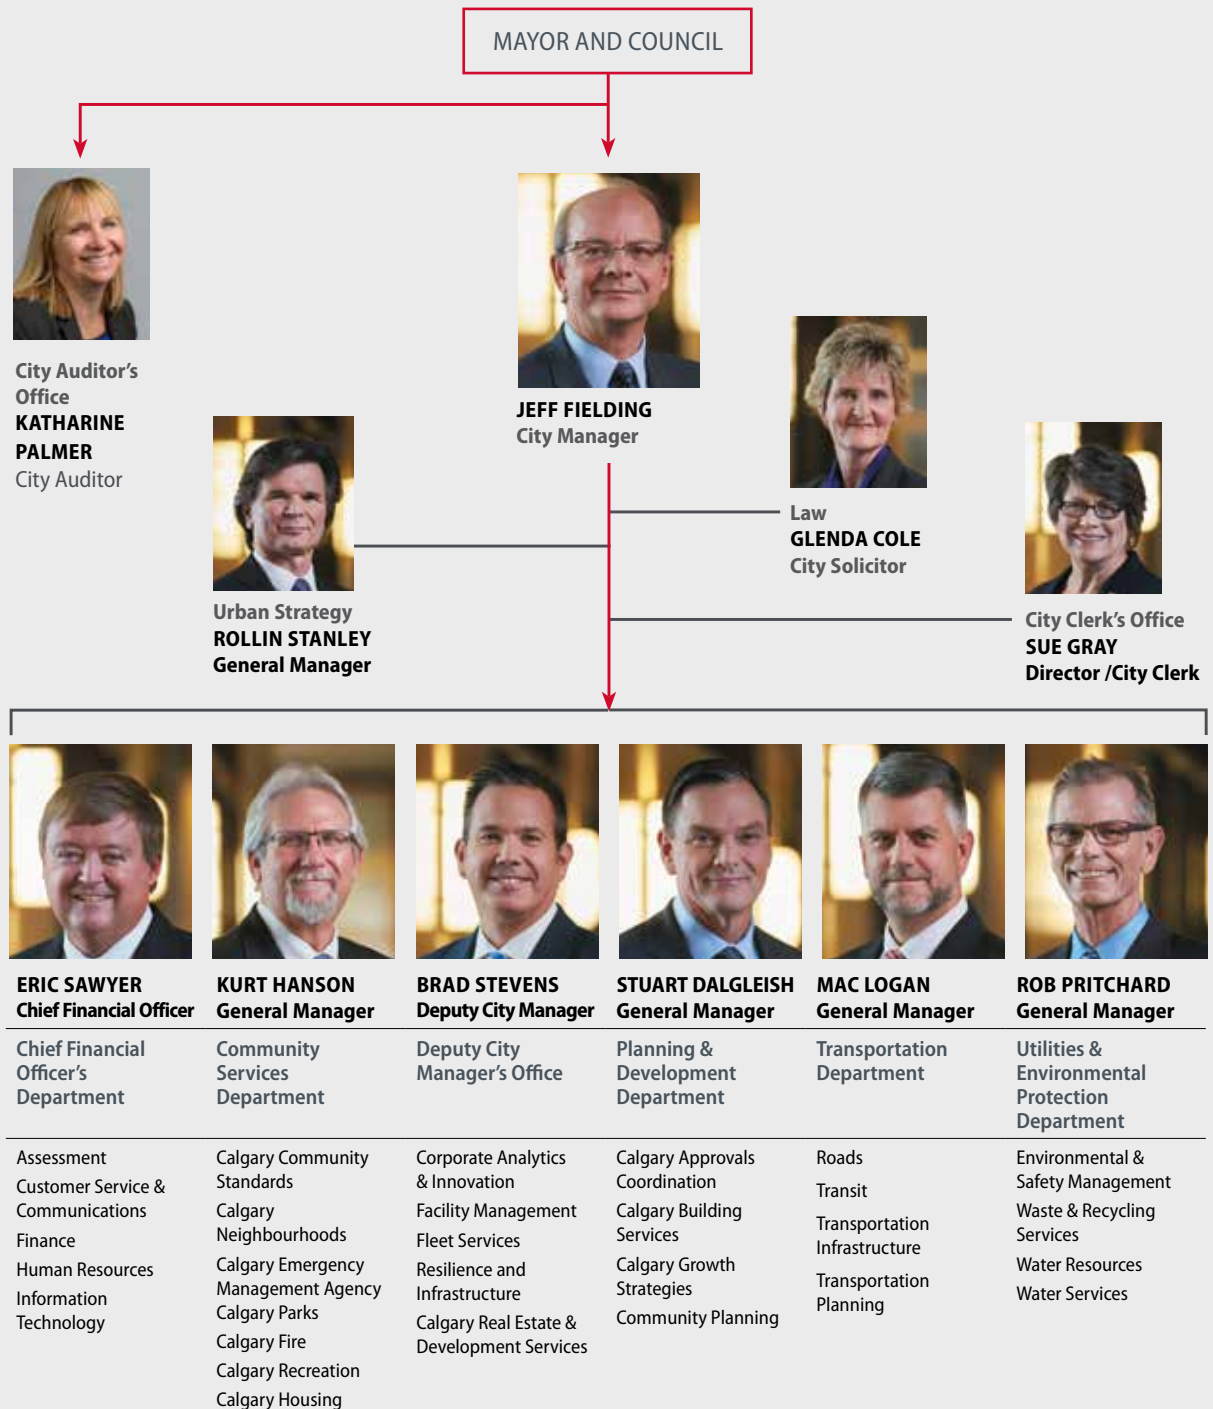 MAYOR AND COUNCIL
City Auditor's
Office
KATHARINE
PALMER
City Auditor
JEFF FIELDING
City Manager
Law
GLENDA COLE
City Solicitor
Urban Strategy
ROLLIN STANLEY
General Manager
City Clerk's Office
SUE GRAY
Director /City Clerk
ERIC SAWYER
Chief Financial Officer
Chief Financial
Officer's
Department
Assessment
Customer Service &
Communications
Finance
Human Resources
Information
Technology
KURT HANSON
General Manager
Community
Services
Department
Calgary Community
Standards
Calgary
Neighbourhoods
Calgary Emergency
Management Agency
Calgary Parks
Calgary Fire
Calgary Recreation
Calgary Housing
BRAD STEVENS
Deputy City Manager
Deputy City
Manager's Office
Corporate Analytics
& Innovation
Facility Management
Fleet Services
Resilience and
Infrastructure
Calgary Real Estate &
Development Services
STUART DALGLEISH
General Manager
Planning &
Development
Department
Calgary Approvals
Coordination
Calgary Building
Services
Calgary Growth
Strategies
Community Planning
MAC LOGAN
General Manager
Transportation
Department
Roads
Transit
Transportation
Infrastructure
Transportation
Planning
ROB PRITCHARD
General Manager
Utilities &
Environmental
Protection
Department
Environmental &
Safety Management
Waste & Recycling
Services
Water Resources
Water Services